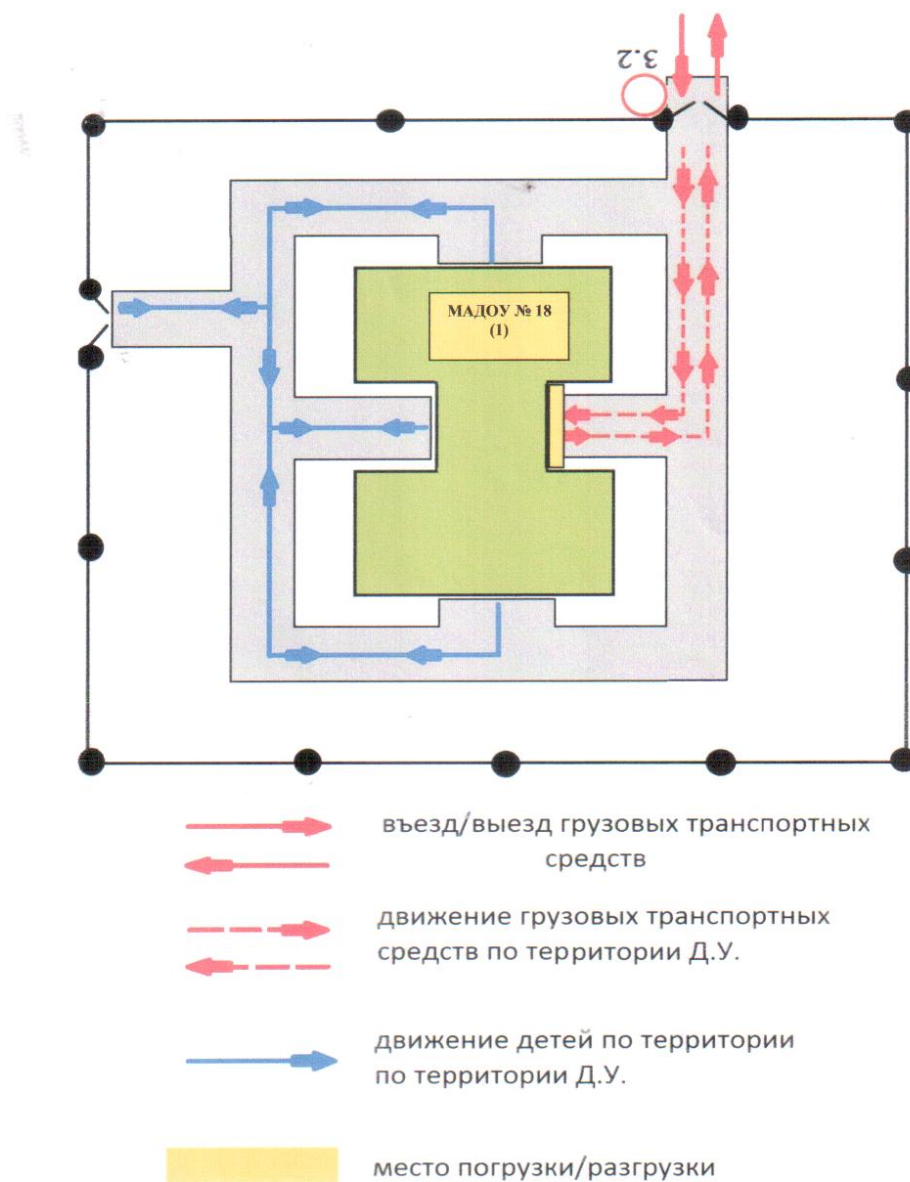 3.2
МАДОУ № 18
(1)
въезд/выезд грузовых транспортных
средств
движение грузовых транспортных
средств по территории Д.У.
движение детей по территории
по территории Д.У.
место погрузки/разгрузки